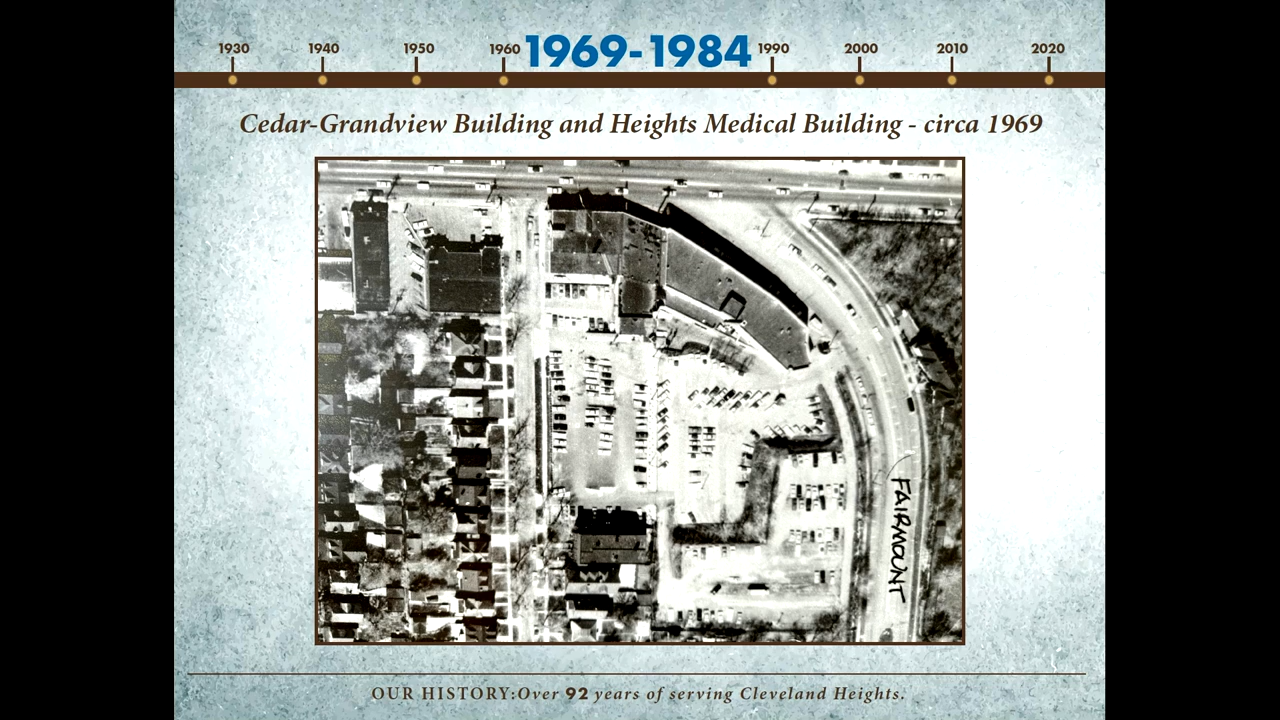 1930 1940 1950 1960 1969-1984 1990 2000 2010 2020
Cedar-Grandview Building and Heights Medical Building - circa 1969
FAIRMOUNT
OUR HISTORY:Over 92 years of serving Cleveland Heights.